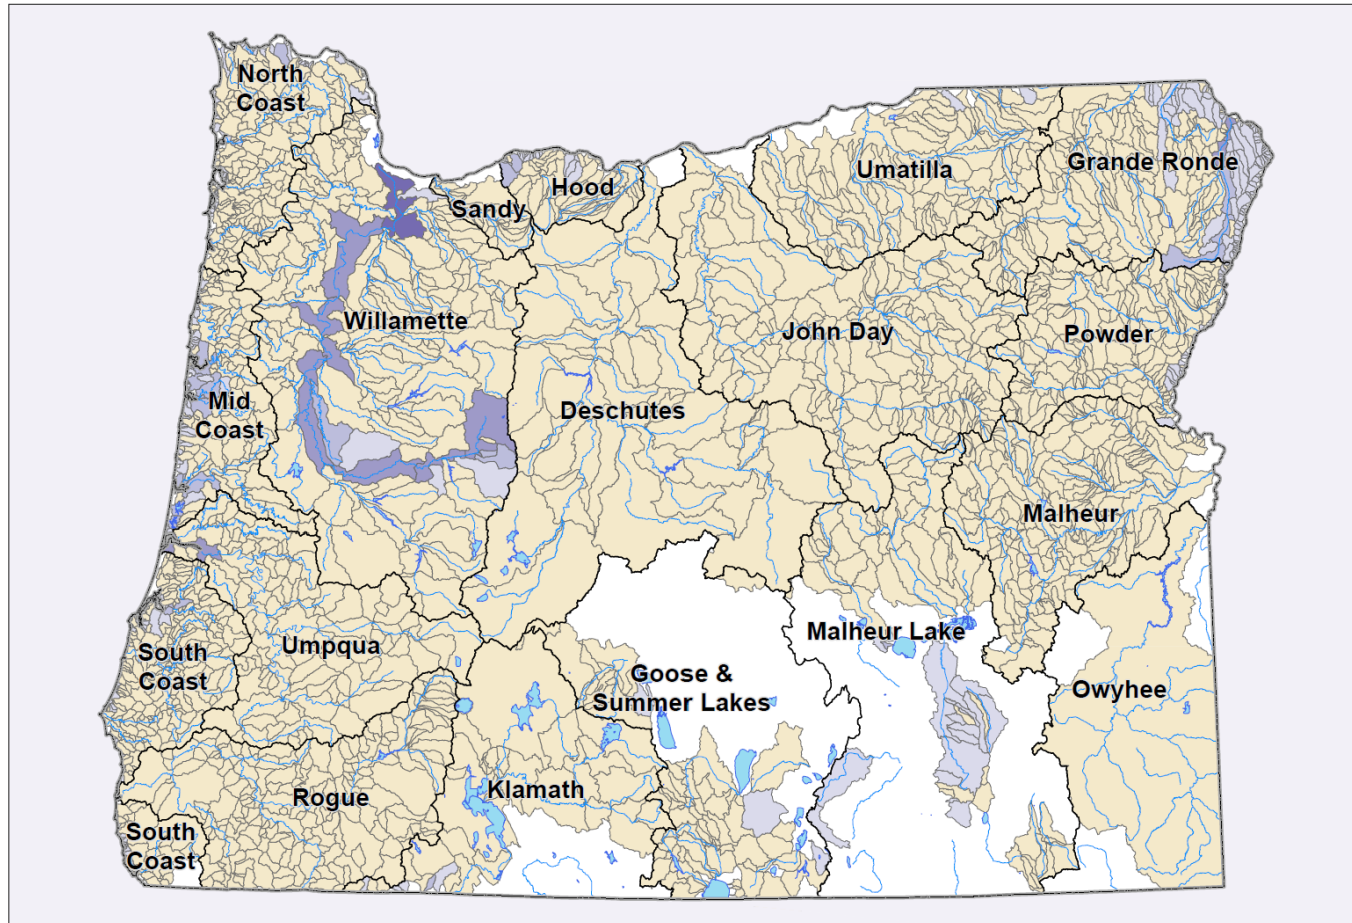 North
Coast
Umatilla
Grande Ronde
Hood
Sandy
Willamette
John Day
Powder
Mid
Coast
Deschutes
Malheur
South
Coast
Umpqua
Malheur Lake
Goose &
Summer Lakes
Owyhee
Klamath
Rogue
South
Coast